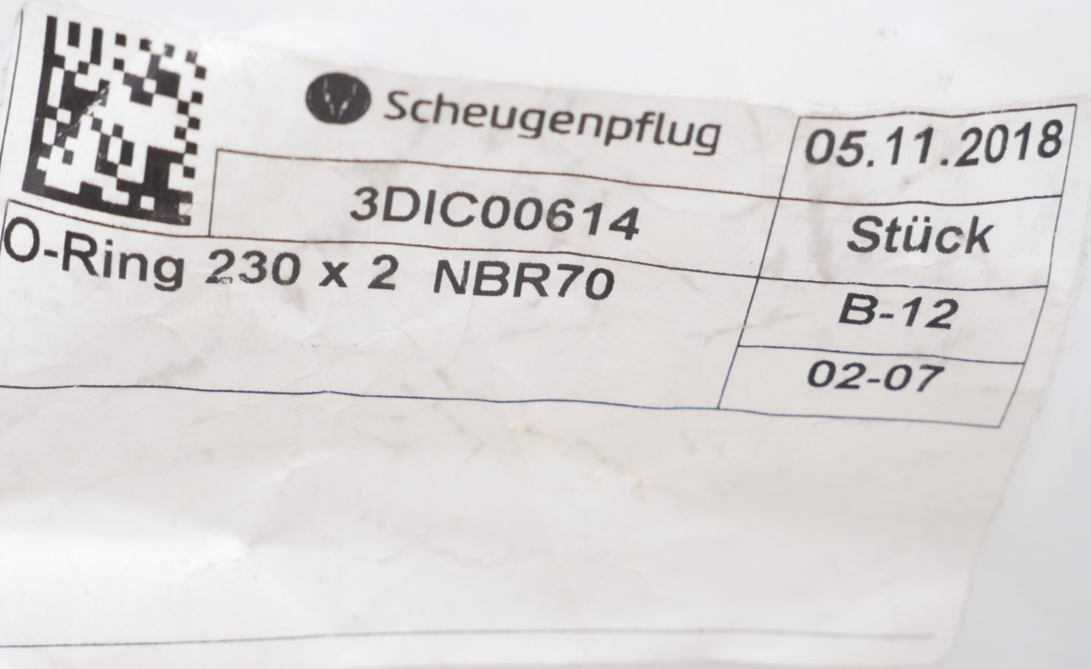 Scheugenpflug
05.11.2018
3DIC00614
Stück
O-Ring 230 x 2 NBR70
B-12
02-07